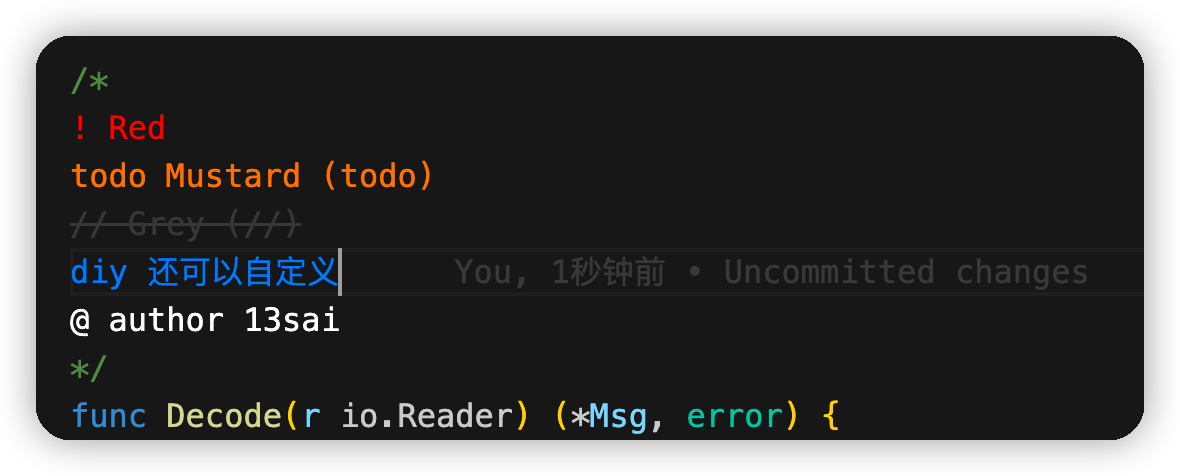 /*
! Red
todo Mustard (todo)
// Grey (//)
diy 还可以自定义 You, 1秒钟前 • Uncommitted changes
@ author 13sai
*/
func Decode(r io.Reader) (*Msg, error) {